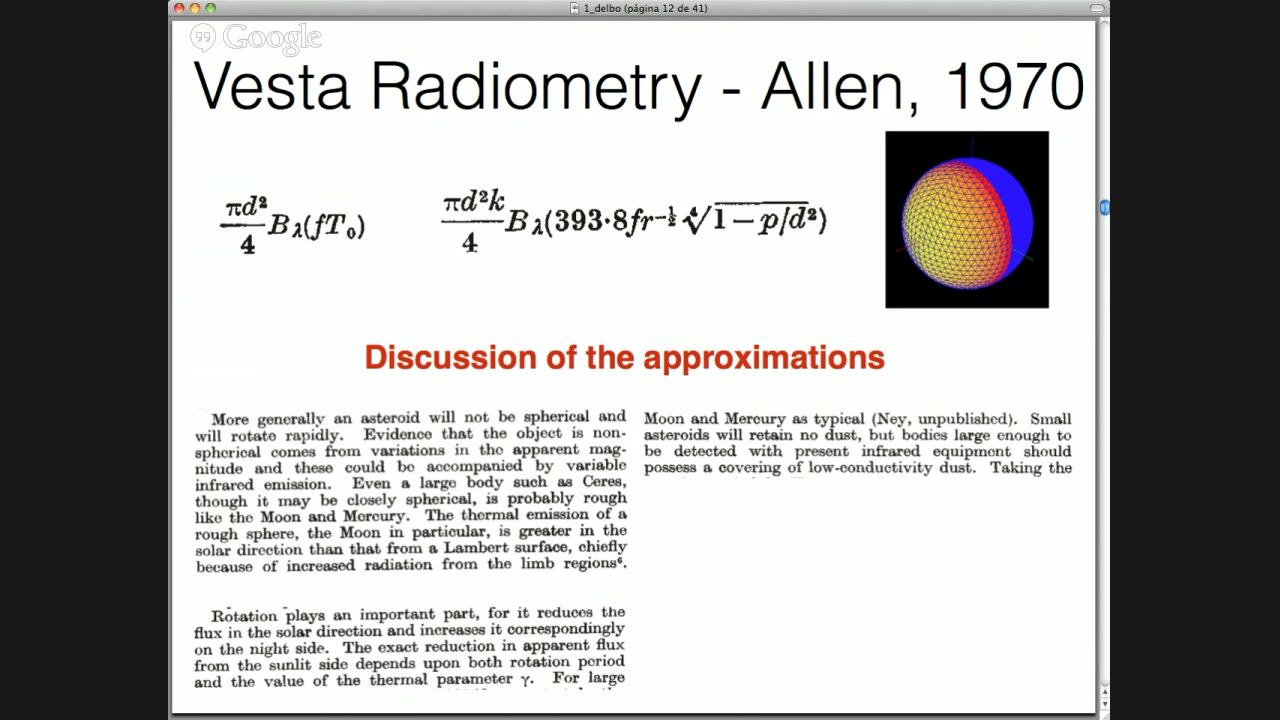 1_delbo (página 12 de 41)
Google
Vesta Radiometry - Allen, 1970
πd²/4 Bλ(fT₀)
πd²k/4 Bλ(393·8fr^-½ ∜1 — p/d²)
Discussion of the approximations
More generally an asteroid will not be spherical and
will rotate rapidly. Evidence that the object is non-
spherical comes from variations in the apparent mag-
nitude and these could be accompanied by variable
infrared emission. Even a large body such as Ceres,
though it may be closely spherical, is probably rough
like the Moon and Mercury. The thermal emission of a
rough sphere, the Moon in particular, is greater in the
solar direction than that from a Lambert surface, chiefly
because of increased radiation from the limb regions⁶.
Rotation plays an important part, for it reduces the
flux in the solar direction and increases it correspondingly
on the night side. The exact reduction in apparent flux
from the sunlit side depends upon both rotation period
and the value of the thermal parameter γ. For large
Moon and Mercury as typical (Ney, unpublished). Small
asteroids will retain no dust, but bodies large enough to
be detected with present infrared equipment should
possess a covering of low-conductivity dust. Taking the